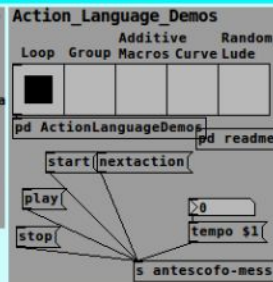 Action_Language_Demos
Additive Random
Loop Group Macros Curve Lude
pd ActionLanguageDemos
pd readme
start nextaction
play
0
stop
tempo $1
s antescofo-mess